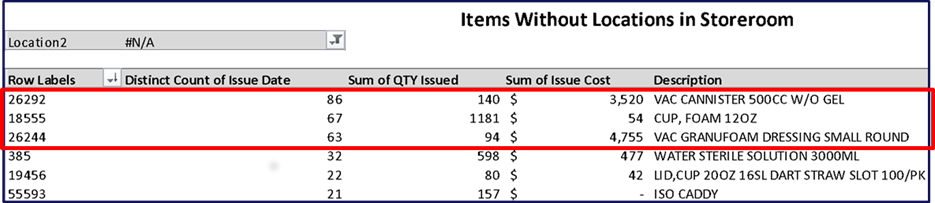 Items Without Locations in Storeroom
Location2 #N/A
Row Labels Distinct Count of Issue Date Sum of QTY Issued Sum of Issue Cost Description
26292 86 140 $ 3,520 VAC CANNISTER 500CC W/O GEL
18555 67 1181 $ 54 CUP, FOAM 12OZ
26244 63 94 $ 4,755 VAC GRANUFOAM DRESSING SMALL ROUND
385 32 598 $ 477 WATER STERILE SOLUTION 3000ML
19456 22 80 $ 42 LID,CUP 20OZ 16SL DART STRAW SLOT 100/PK
55593 21 157 $ - ISO CADDY